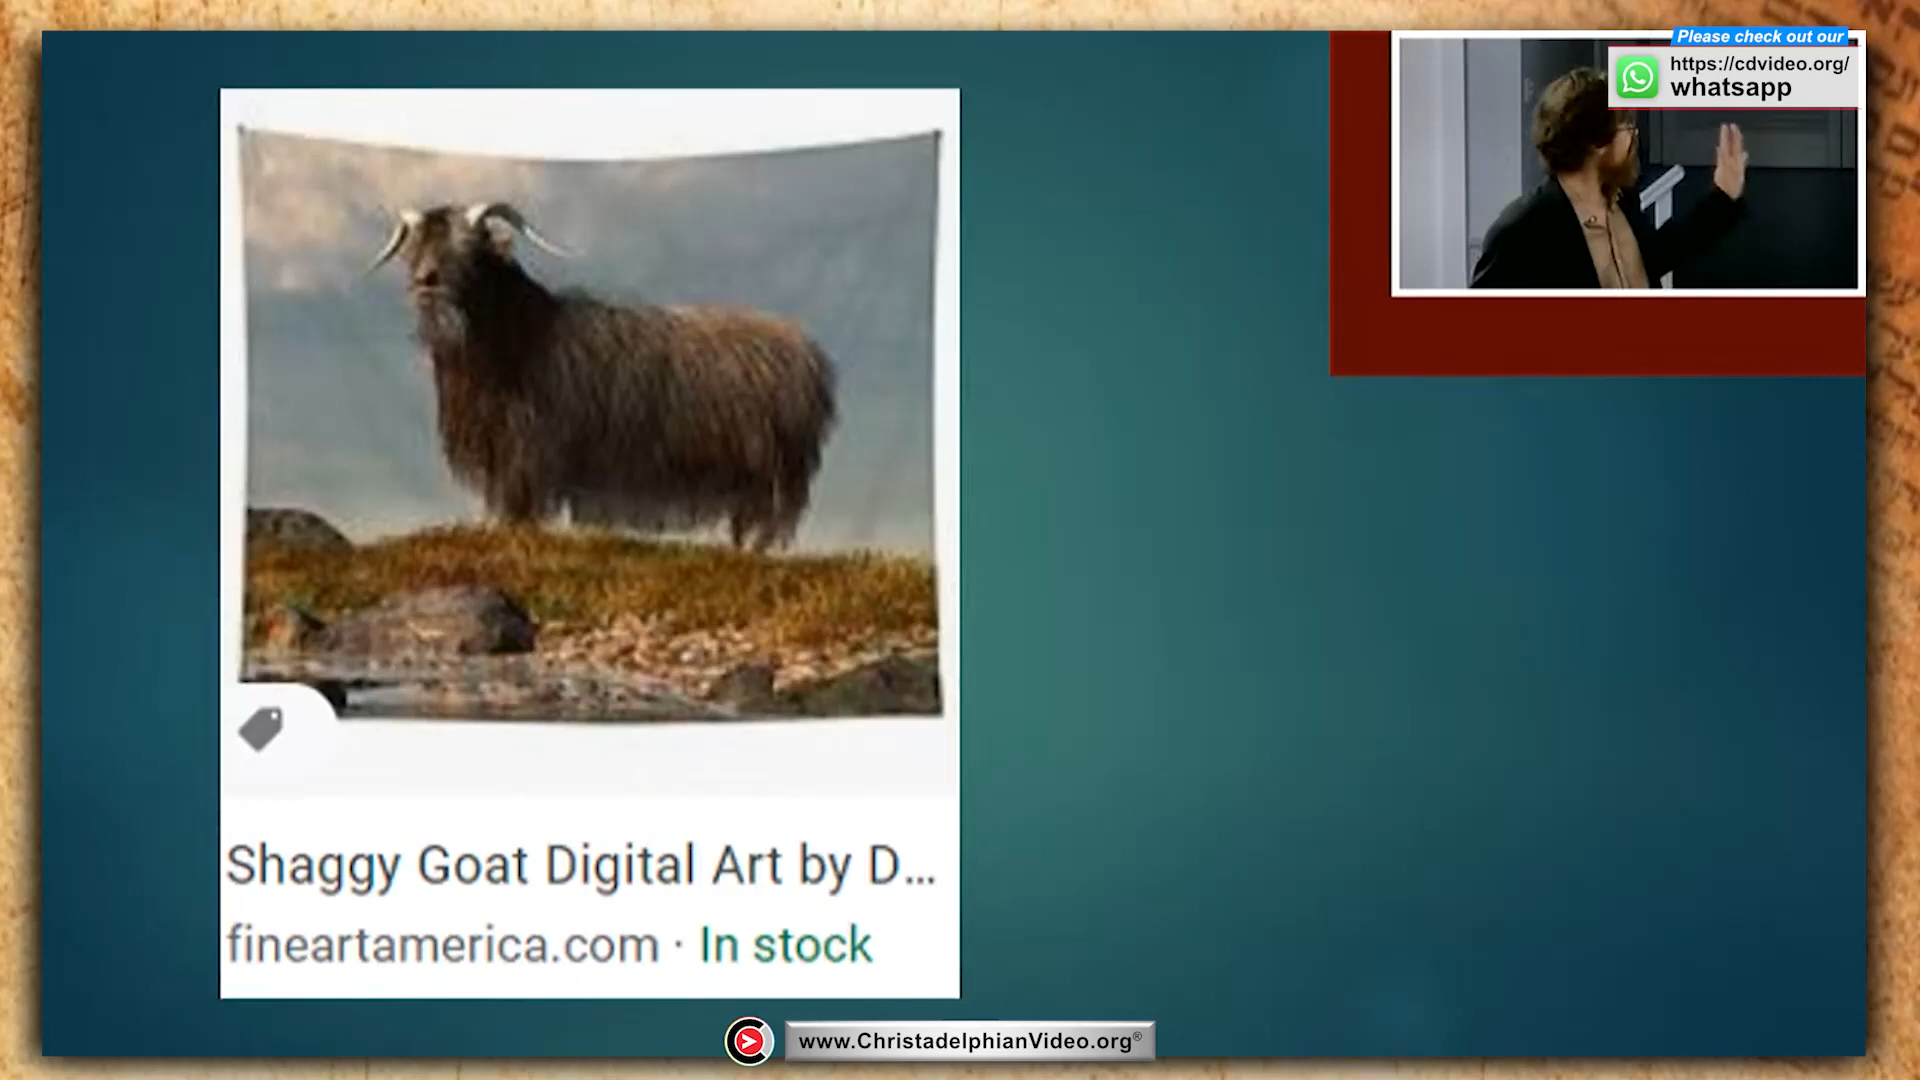 Please check out our
https://cdvideo.org/
whatsapp
Shaggy Goat Digital Art by D...
fineartamerica.com · In stock
www.ChristadelphianVideo.org®